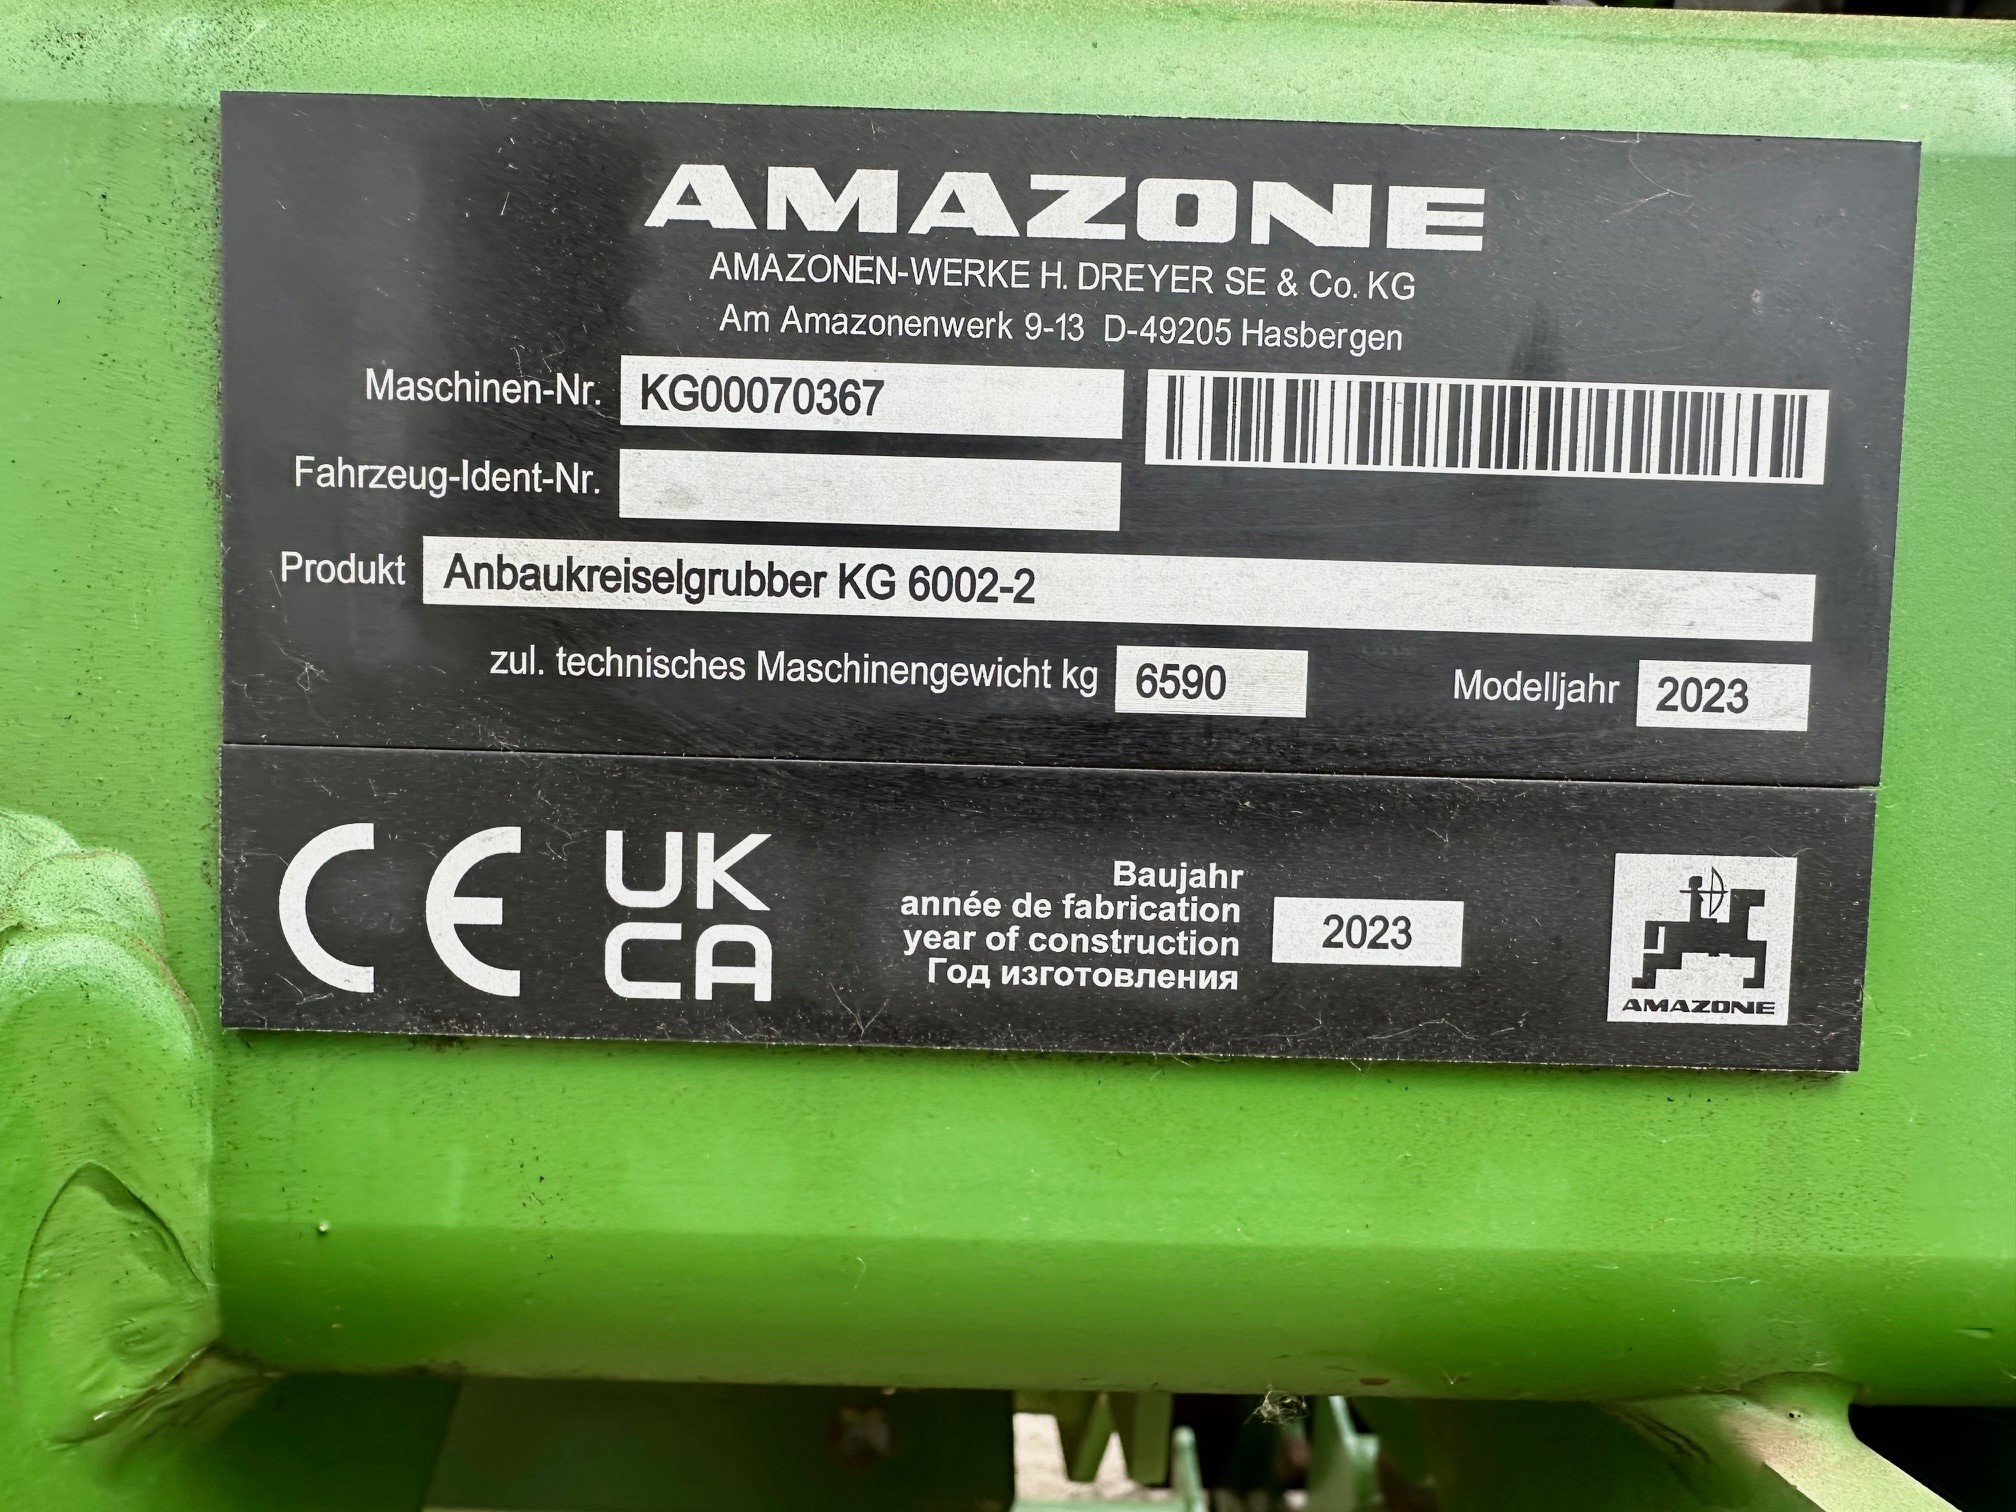 AMAZONE
AMAZONEN-WERKE H. DREYER SE & Co. KG
Am Amazonenwerk 9-13 D-49205 Hasbergen
Maschinen-Nr. KG00070367
Fahrzeug-Ident-Nr.
Produkt Anbaukreiselgrubber KG 6002-2
zul. technisches Maschinengewicht kg 6590 Modelljahr 2023
CE
UK
CA
Baujahr
année de fabrication
year of construction
Год изготовления
2023
AMAZONE